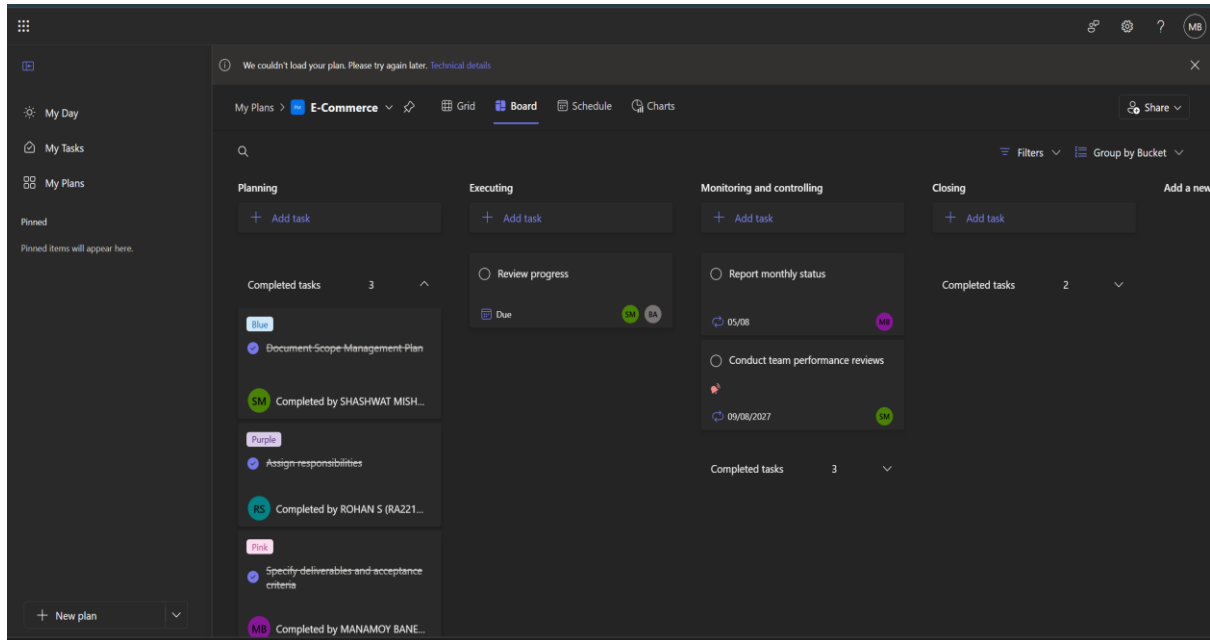 MB
We couldn't load your plan. Please try again later. Technical details
My Day
My Tasks
My Plans
Pinned
Pinned items will appear here.
New plan
My Plans > E-Commerce
Grid
Board
Schedule
Charts
Share
Filters
Group by Bucket
Planning
Add task
Completed tasks 3
Blue
Document Scope Management Plan
SM Completed by SHASHWAT MISH...
Purple
Assign responsibilities
RS Completed by ROHAN S (RA221...
Pink
Specify deliverables and acceptance
criteria
MB Completed by MANAMOY BANE...
Executing
Add task
Review progress
Due SM BA
Monitoring and controlling
Add task
Report monthly status
05/08 MB
Conduct team performance reviews
09/08/2027 SM
Completed tasks 3
Closing
Add task
Completed tasks 2
Add a new